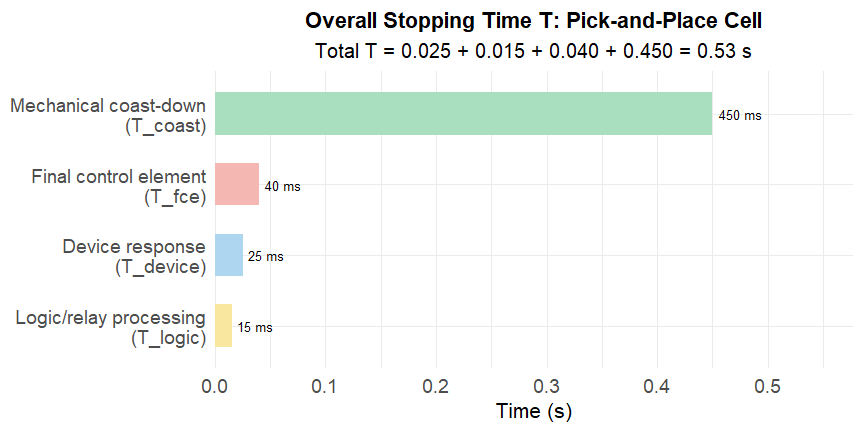 Overall Stopping Time T: Pick-and-Place Cell
Total T = 0.025 + 0.015 + 0.040 + 0.450 = 0.53 s
Mechanical coast-down
(T_coast)
450 ms
Final control element
(T_fce)
40 ms
Device response
(T_device)
25 ms
Logic/relay processing
(T_logic)
15 ms
0.0 0.1 0.2 0.3 0.4 0.5
Time (s)